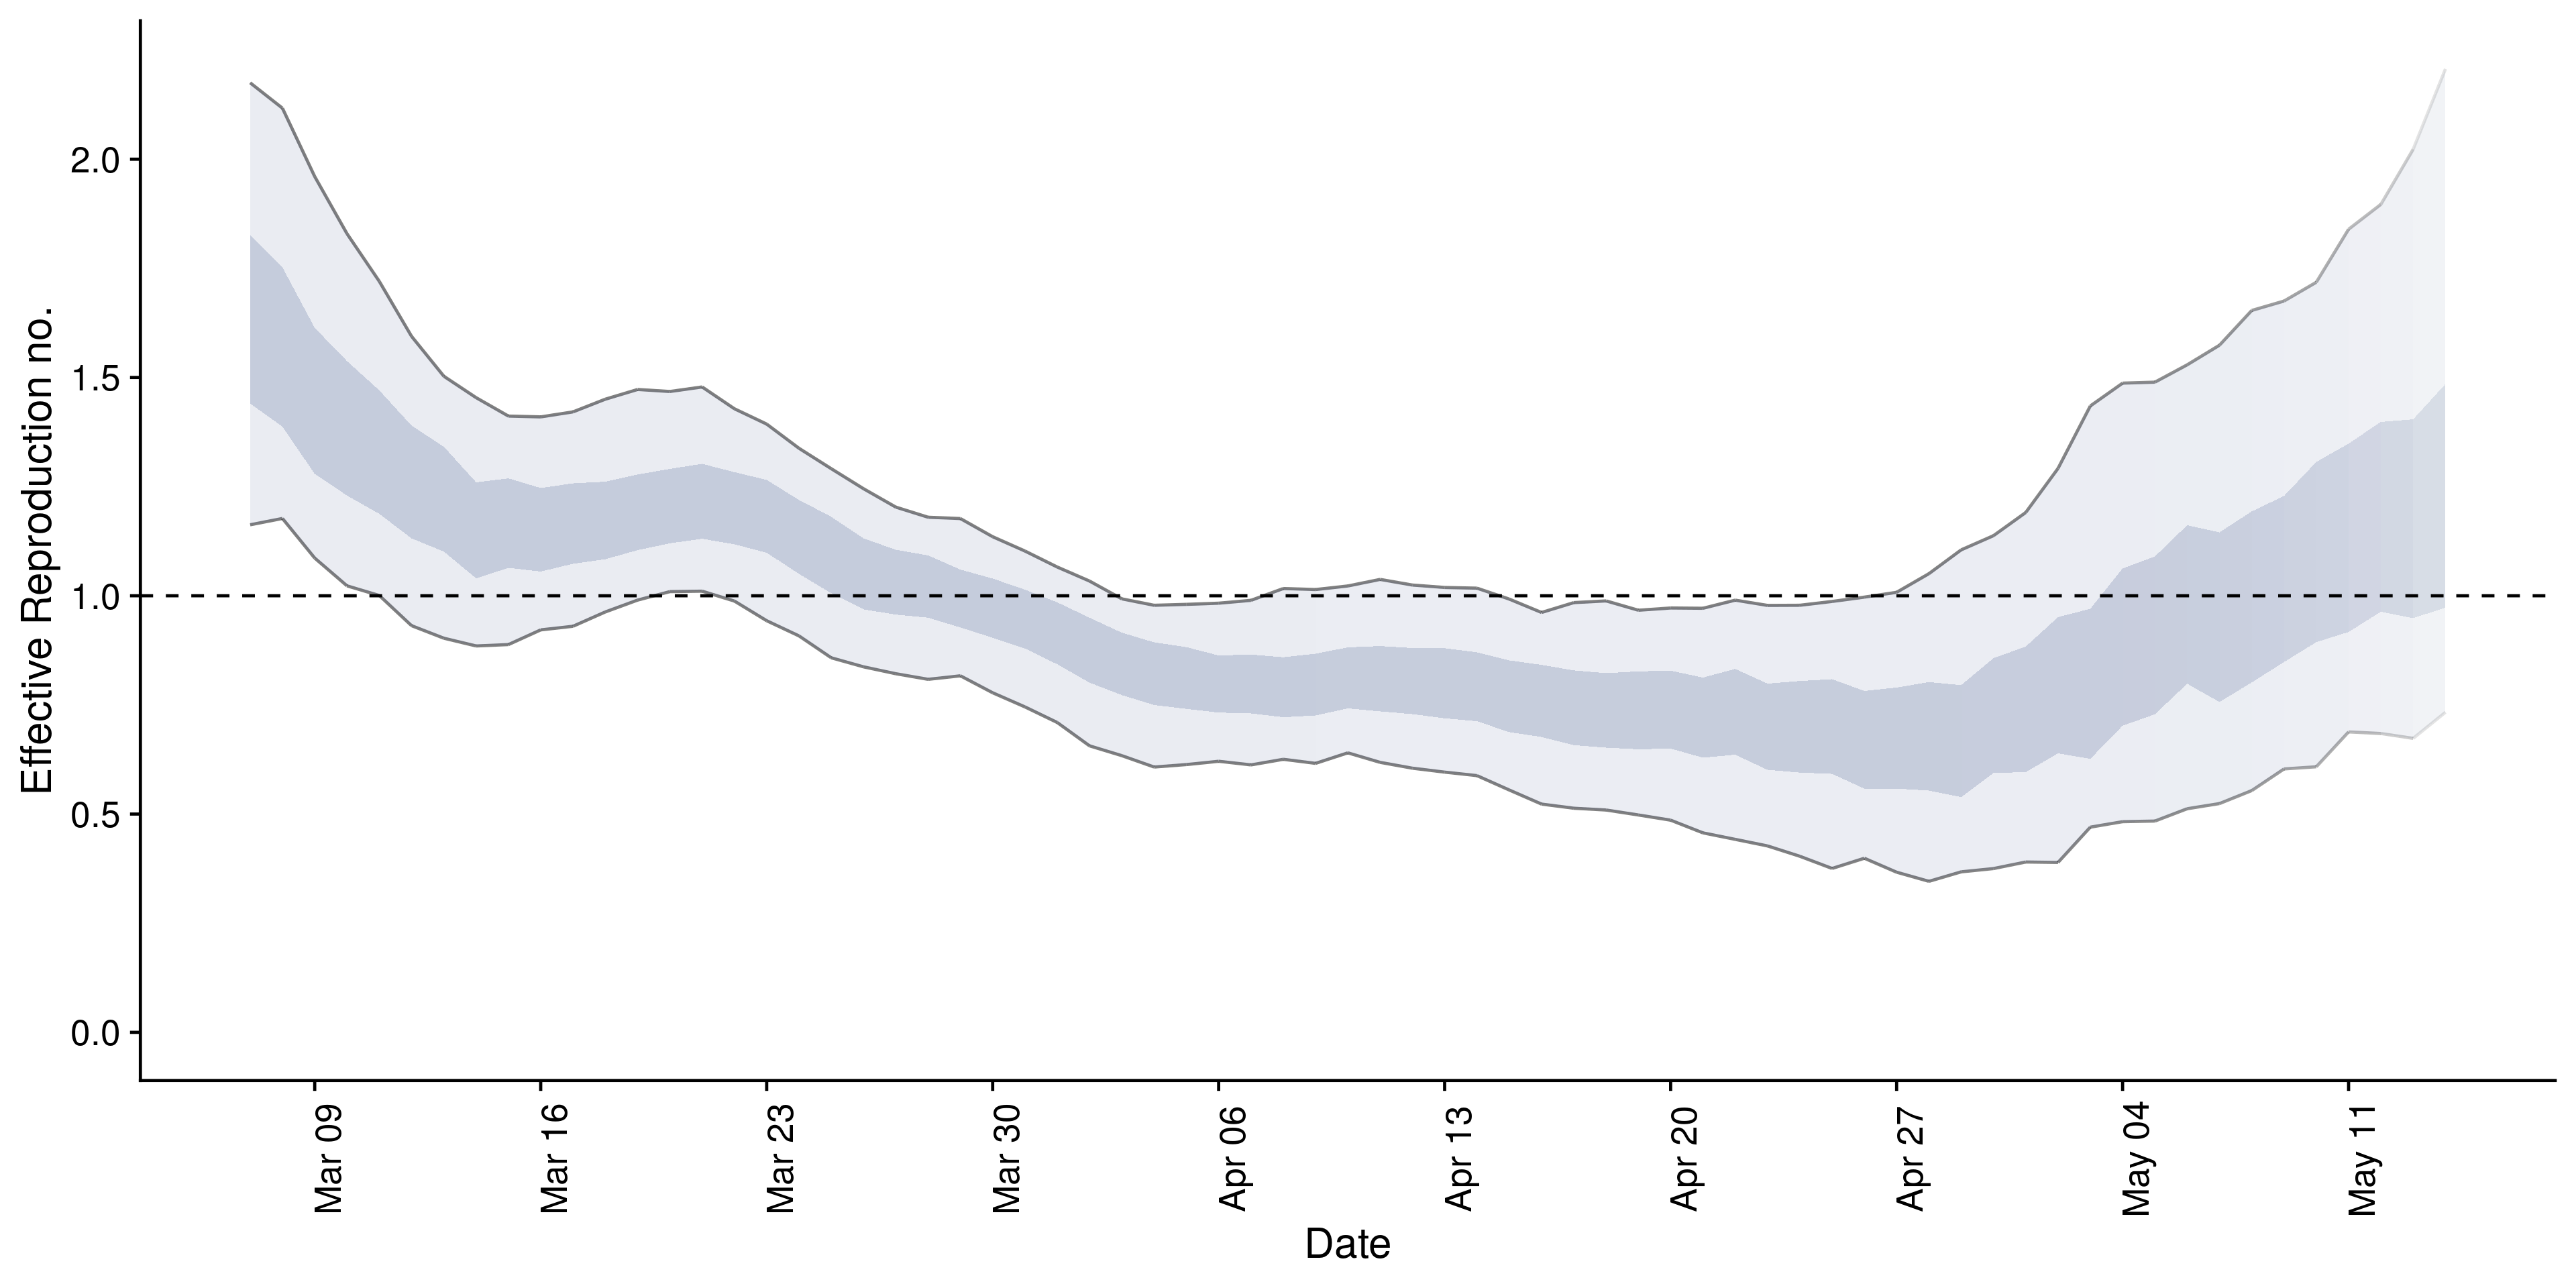 Effective Reproduction no.
2.0
1.5
1.0
0.5
0.0
Mar 09
Mar 16
Mar 23
Mar 30
Apr 06
Apr 13
Apr 20
Apr 27
May 04
May 11
Date